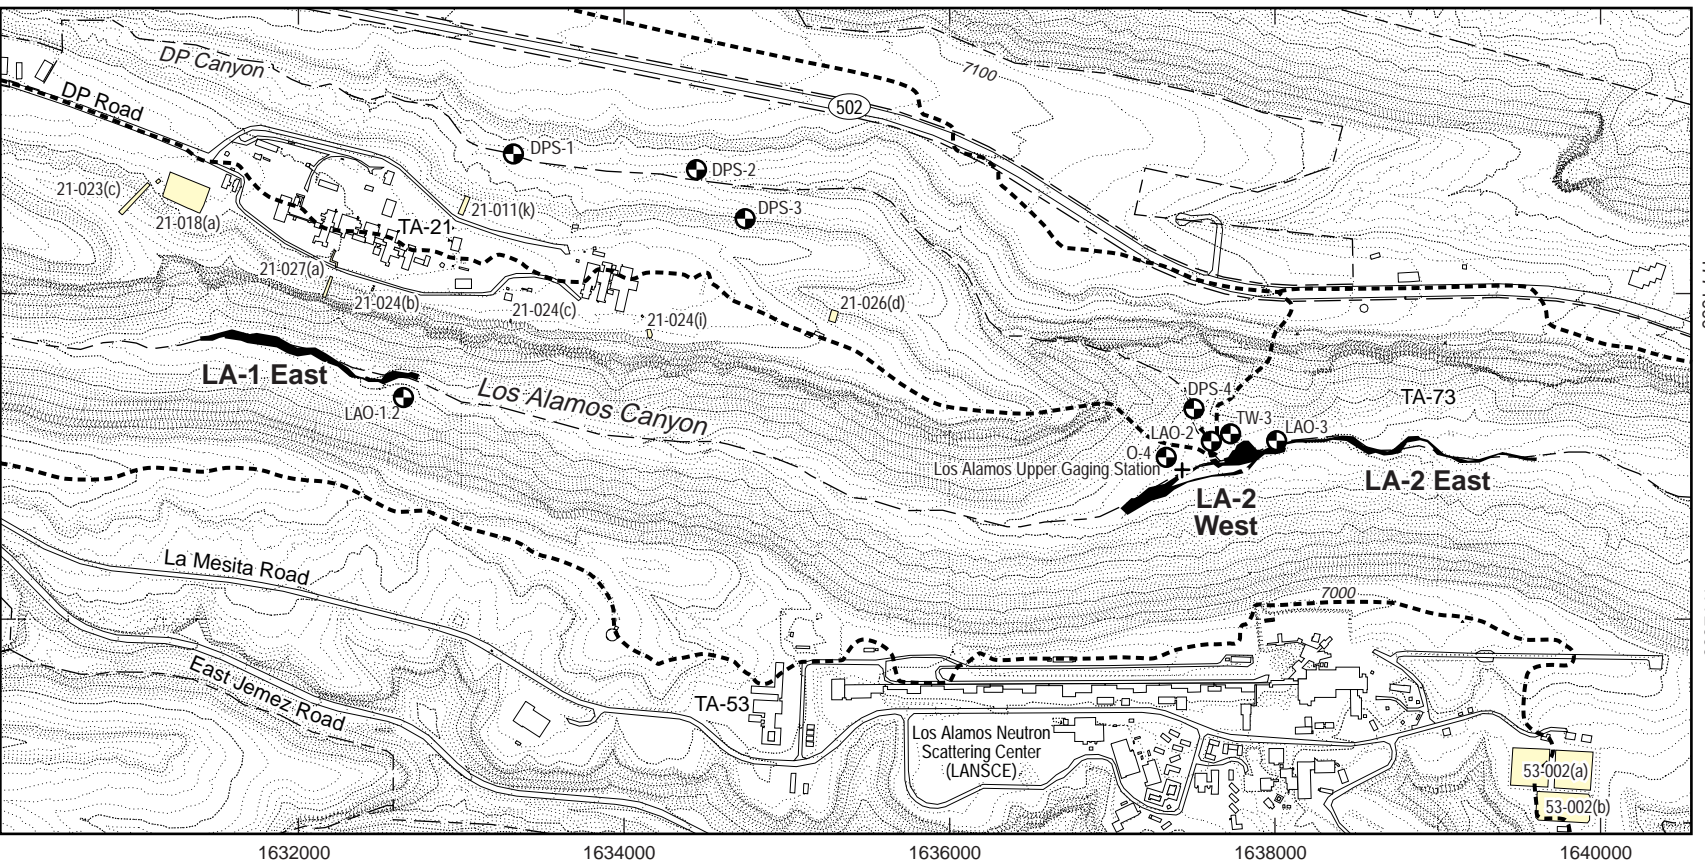 DP Canyon
7100
DP Road
502
DPS-1
DPS-2
21-023(c)
21-018(a)
21-011(k)
DPS-3
TA-21
21-027(a)
21-024(b)
21-024(c)
21-026(d)
21-024(i)
LA-1 East
LAO-1.2
Los Alamos Canyon
DPS-4
TA-73
TW-3
LAO-2
LAO-3
O-4
Los Alamos Upper Gaging Station
LA-2 East
LA-2
West
La Mesita Road
7000
East Jemez Road
TA-53
Los Alamos Neutron
Scattering Center
(LANSCE)
53-002(a)
53-002(b)
1632000
1634000
1636000
1638000
1640000